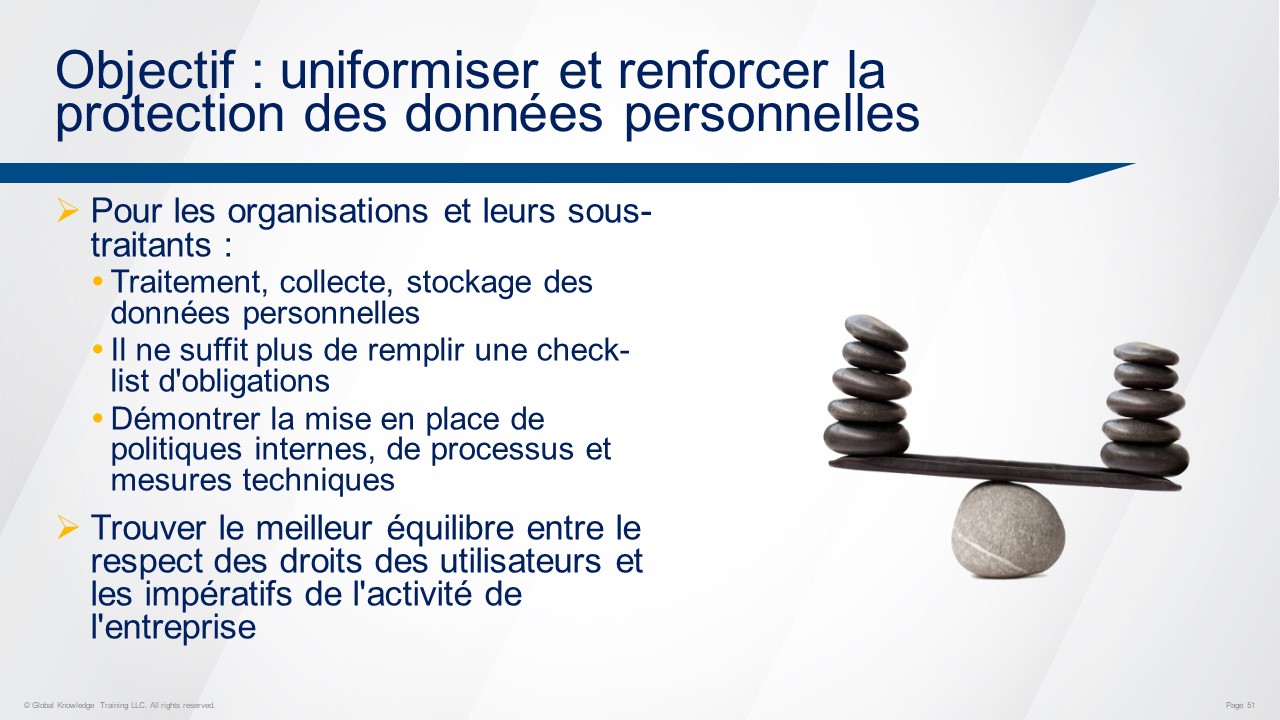 Objectif : uniformiser et renforcer la
protection des données personnelles
Pour les organisations et leurs sous-
traitants :
Traitement, collecte, stockage des
données personnelles
Il ne suffit plus de remplir une check-
list d'obligations
Démontrer la mise en place de
politiques internes, de processus et
mesures techniques
Trouver le meilleur équilibre entre le
respect des droits des utilisateurs et
les impératifs de l'activité de
l'entreprise
© Global Knowledge Training LLC. All rights reserved.
Page 51